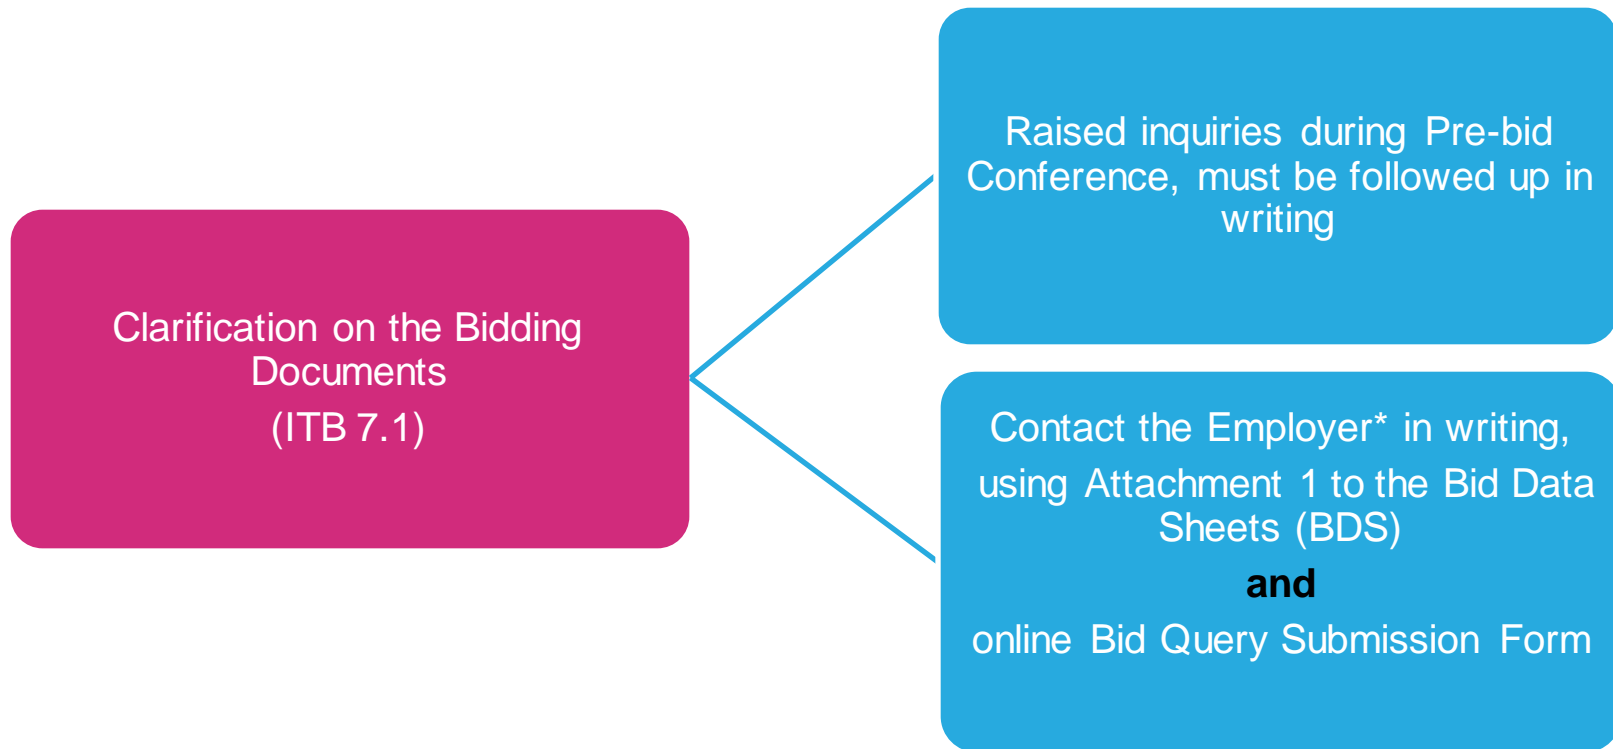 Clarification on the Bidding
Documents
(ITB 7.1)
Raised inquiries during Pre-bid
Conference, must be followed up in
writing
Contact the Employer* in writing,
using Attachment 1 to the Bid Data
Sheets (BDS)
and
online Bid Query Submission Form